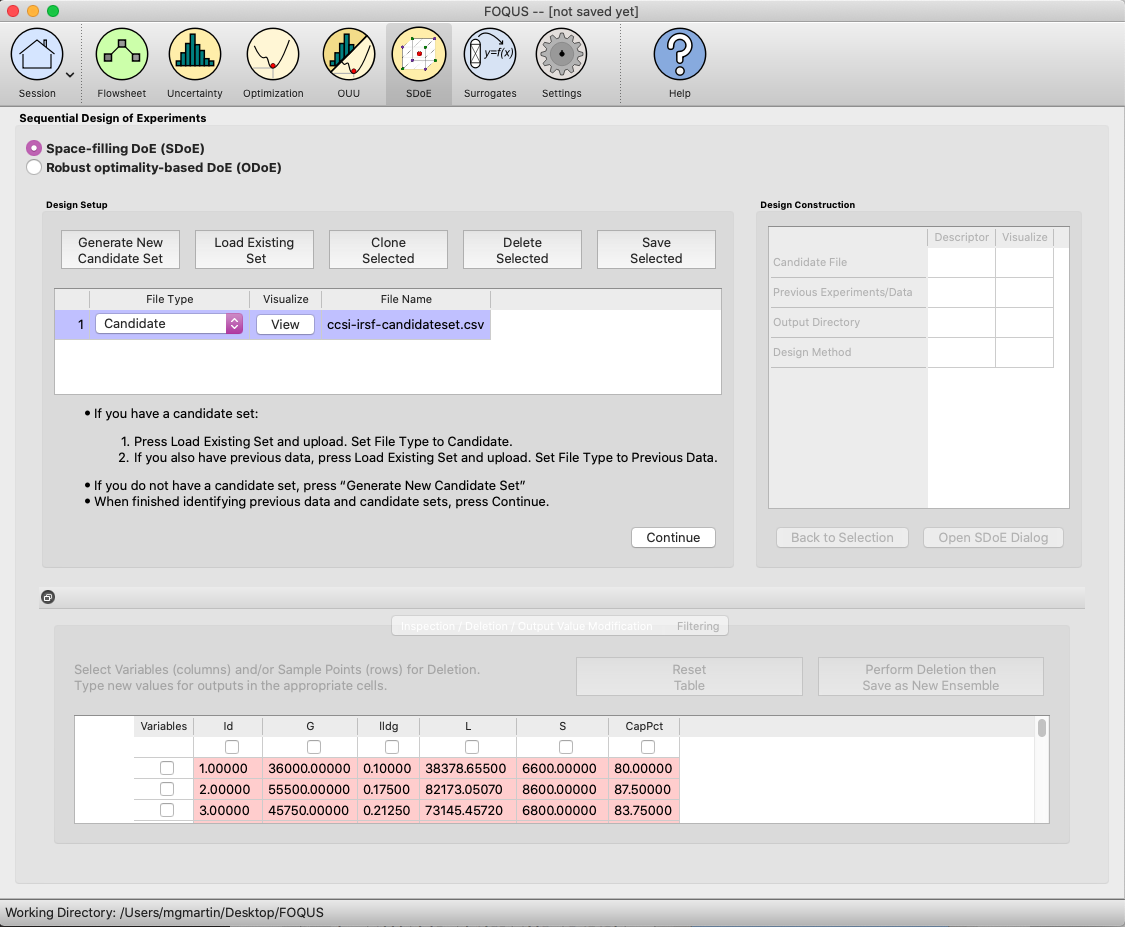 FOQUS -- [not saved yet]
Session
Flowsheet
Uncertainty
Optimization
OUU
SDoE
y=f(x)
Surrogates
Settings
?
Help
Sequential Design of Experiments
Space-filling DoE (SDoE)
Robust optimality-based DoE (ODoE)
Design Setup
Generate New
Candidate Set
Load Existing
Set
Clone
Selected
Delete
Selected
Save
Selected
File Type Visualize File Name
1 Candidate View ccsi-irsf-candidateset.csv
• If you have a candidate set:
1. Press Load Existing Set and upload. Set File Type to Candidate.
2. If you also have previous data, press Load Existing Set and upload. Set File Type to Previous Data.
• If you do not have a candidate set, press “Generate New Candidate Set”
• When finished identifying previous data and candidate sets, press Continue.
Continue
Design Construction
Descriptor Visualize
Candidate File
Previous Experiments/Data
Output Directory
Design Method
Back to Selection
Open SDoE Dialog
Inspection / Deletion / Output Value Modification Filtering
Select Variables (columns) and/or Sample Points (rows) for Deletion.
Type new values for outputs in the appropriate cells.
Reset
Table
Perform Deletion then
Save as New Ensemble
Variables Id G lldg L S CapPct
1.00000 36000.00000 0.10000 38378.65500 6600.00000 80.00000
2.00000 55500.00000 0.17500 82173.05070 8600.00000 87.50000
3.00000 45750.00000 0.21250 73145.45720 6800.00000 83.75000
Working Directory: /Users/mgmartin/Desktop/FOQUS